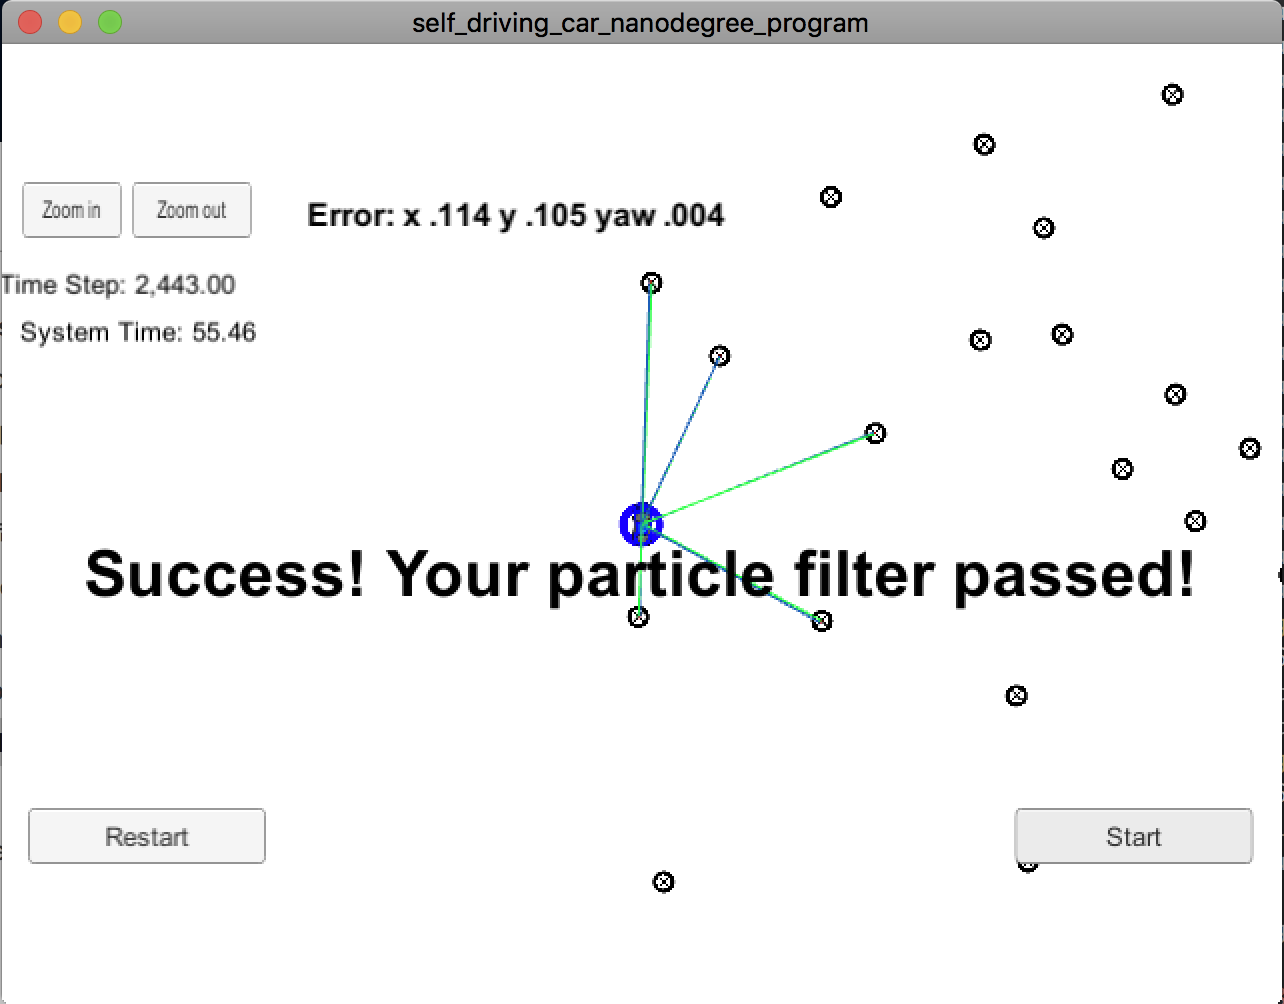 self_driving_car_nanodegree_program
Zoom in
Zoom out
Error: x .114 y .105 yaw .004
Time Step: 2,443.00
System Time: 55.46
Success! Your particle filter passed!
Restart
Start